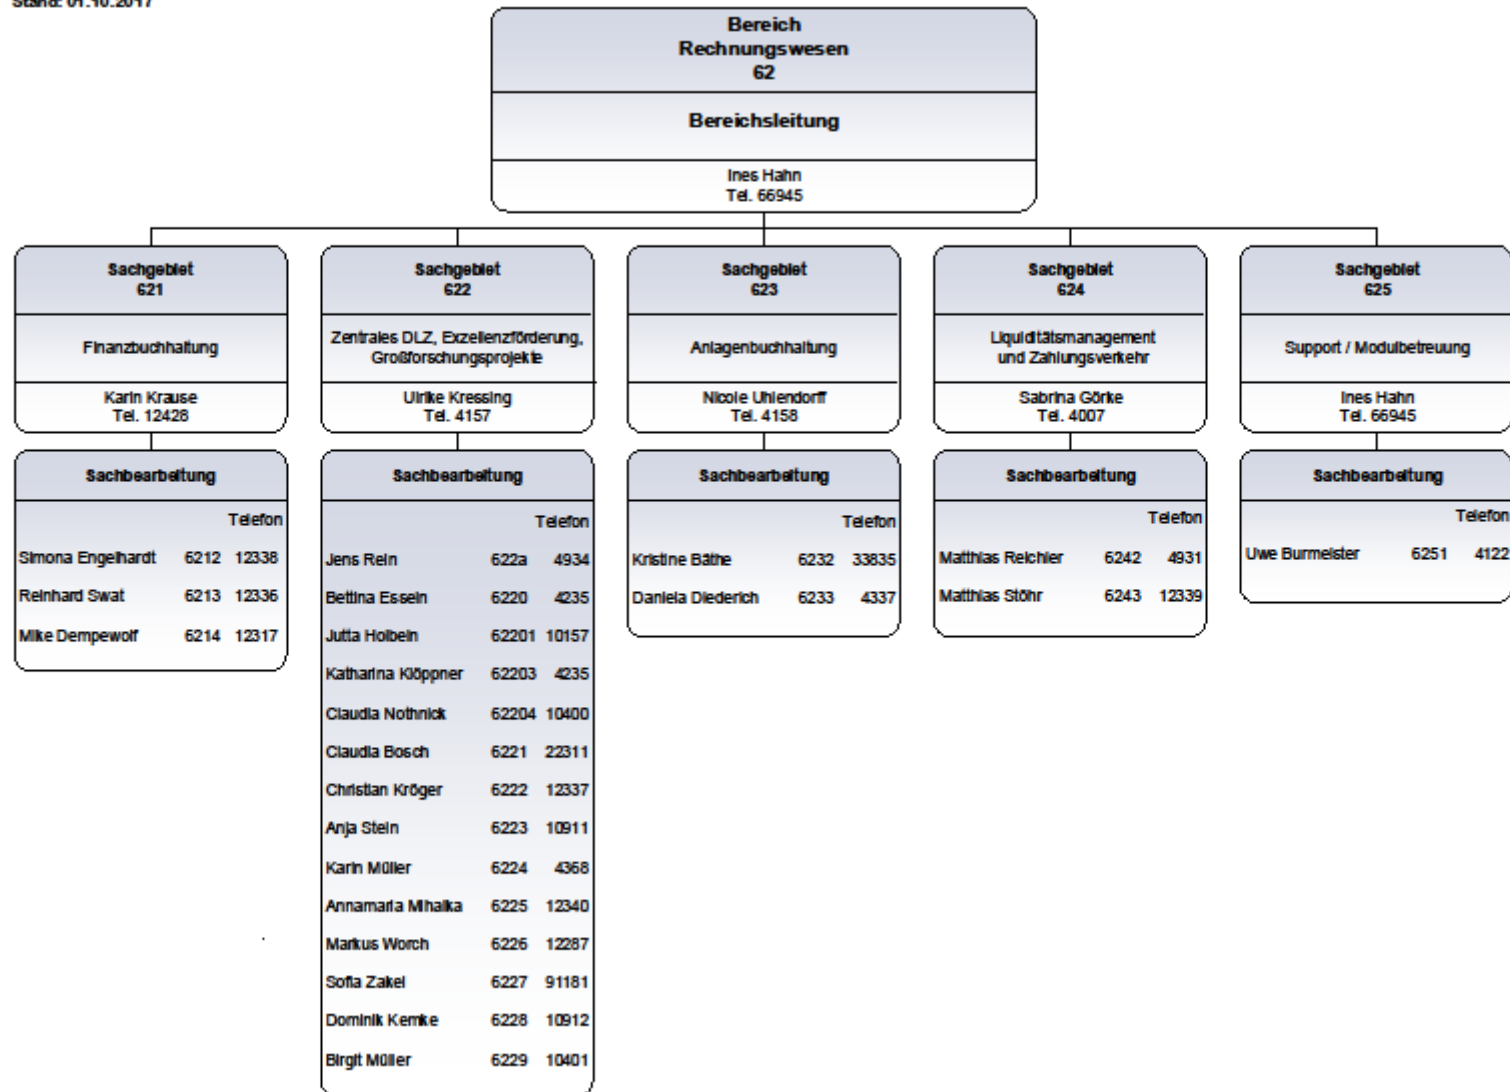 Stand: 01.10.2017
Bereich
Rechnungswesen
62
Bereichsleitung
Ines Hahn
Tel. 66945
Sachgebiet
621
Finanzbuchhaltung
Karin Krause
Tel. 12428
Sachbearbeitung
Telefon
Simona Engelhardt 6212 12338
Reinhard Swat 6213 12336
Mike Dempewolf 6214 12317
Sachgebiet
622
Zentrales DLZ, Exzellenzförderung,
Großforschungsprojekte
Ulrike Kressing
Tel. 4157
Sachbearbeitung
Telefon
Jens Rein 622a 4934
Bettina Essein 6220 4235
Jutta Holbein 62201 10157
Katharina Klöppner 62203 4235
Claudia Nothnick 62204 10400
Claudia Bosch 6221 22311
Christian Kröger 6222 12337
Anja Stein 6223 10911
Karin Müller 6224 4368
Annamaria Mihalka 6225 12340
Markus Worch 6226 12287
Sofia Zakel 6227 91181
Dominik Kemke 6228 10912
Birgit Müller 6229 10401
Sachgebiet
623
Anlagenbuchhaltung
Nicole Uhlendorff
Tel. 4158
Sachbearbeitung
Telefon
Kristine Bäthe 6232 33835
Daniela Diederich 6233 4337
Sachgebiet
624
Liquiditätsmanagement
und Zahlungsverkehr
Sabrina Görke
Tel. 4007
Sachbearbeitung
Telefon
Matthias Reichler 6242 4931
Matthias Stöhr 6243 12339
Sachgebiet
625
Support / Modulbetreuung
Ines Hahn
Tel. 66945
Sachbearbeitung
Telefon
Uwe Burmeister 6251 4122